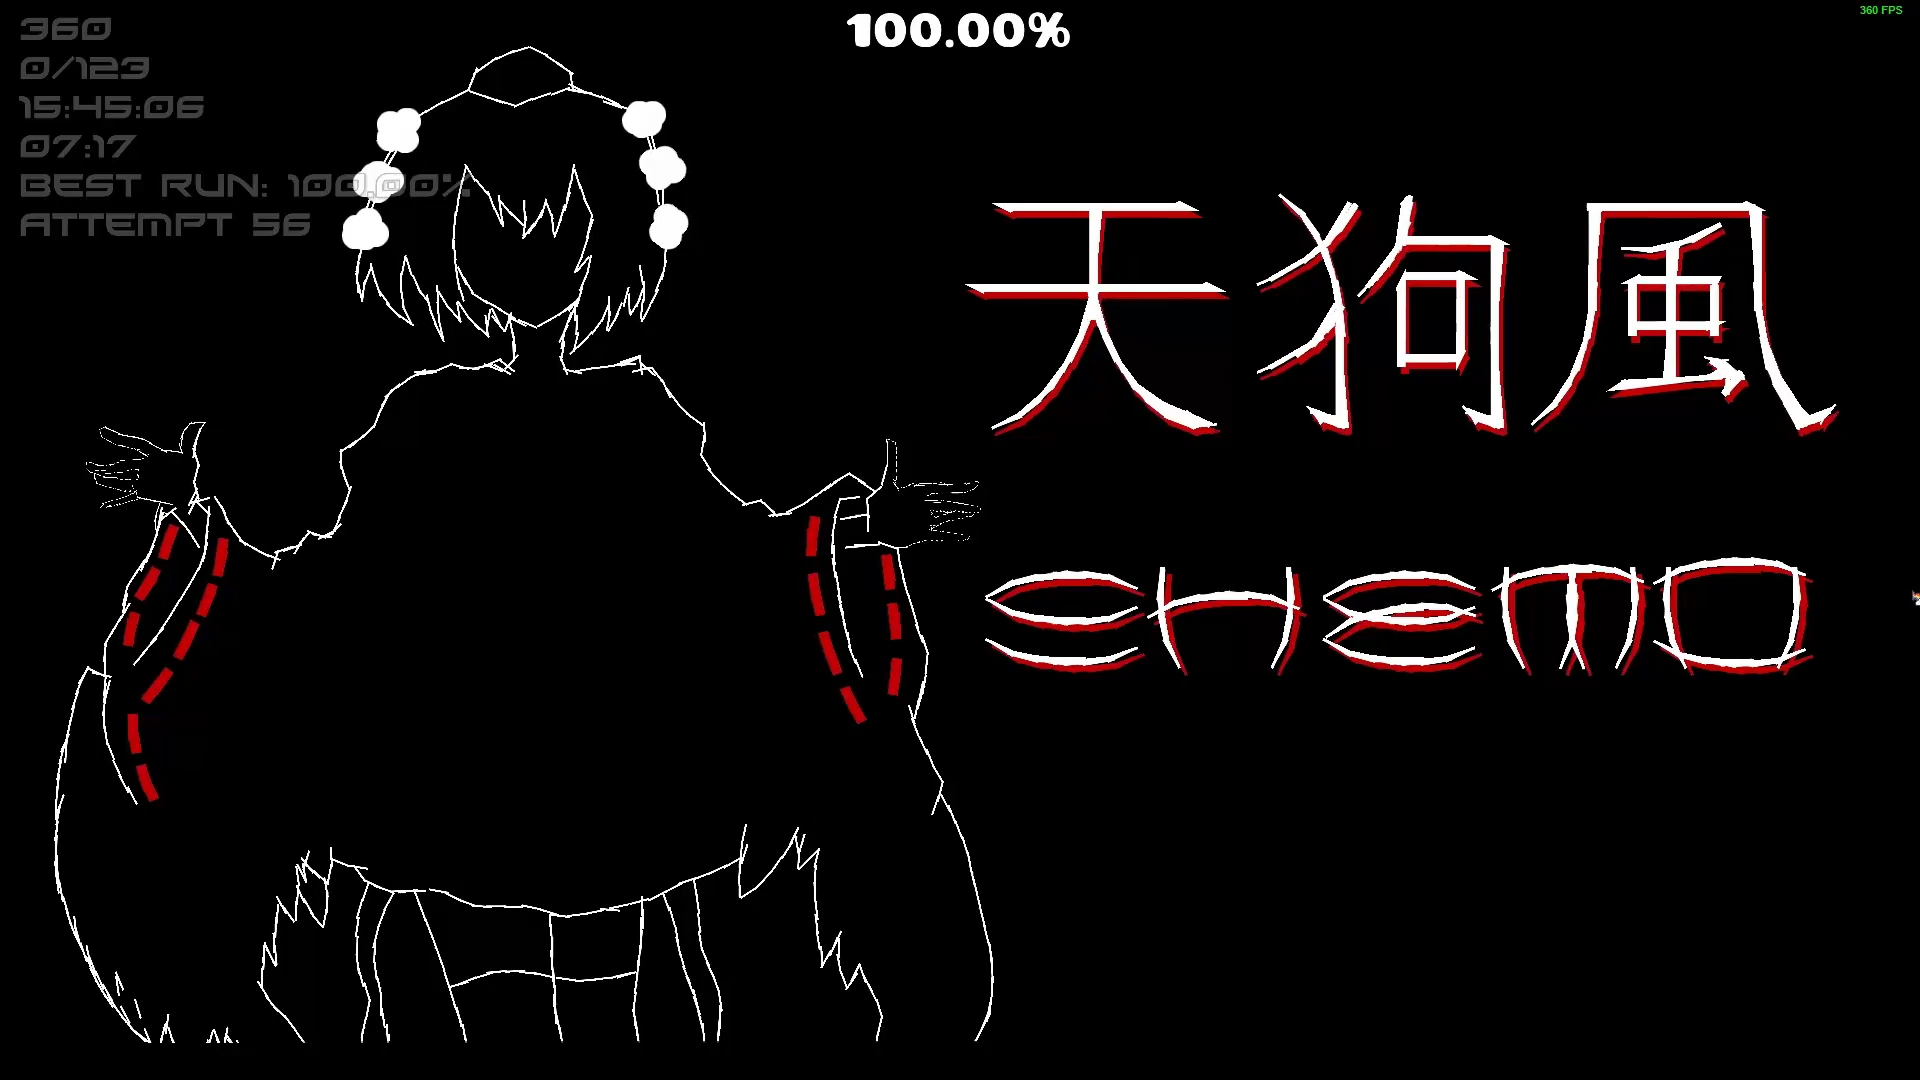 360
0/123
15:45:06
07:17
BEST RUN: 100.00%
ATTEMPT 56
100.00%
360 FPS
天狗風
EHEMO